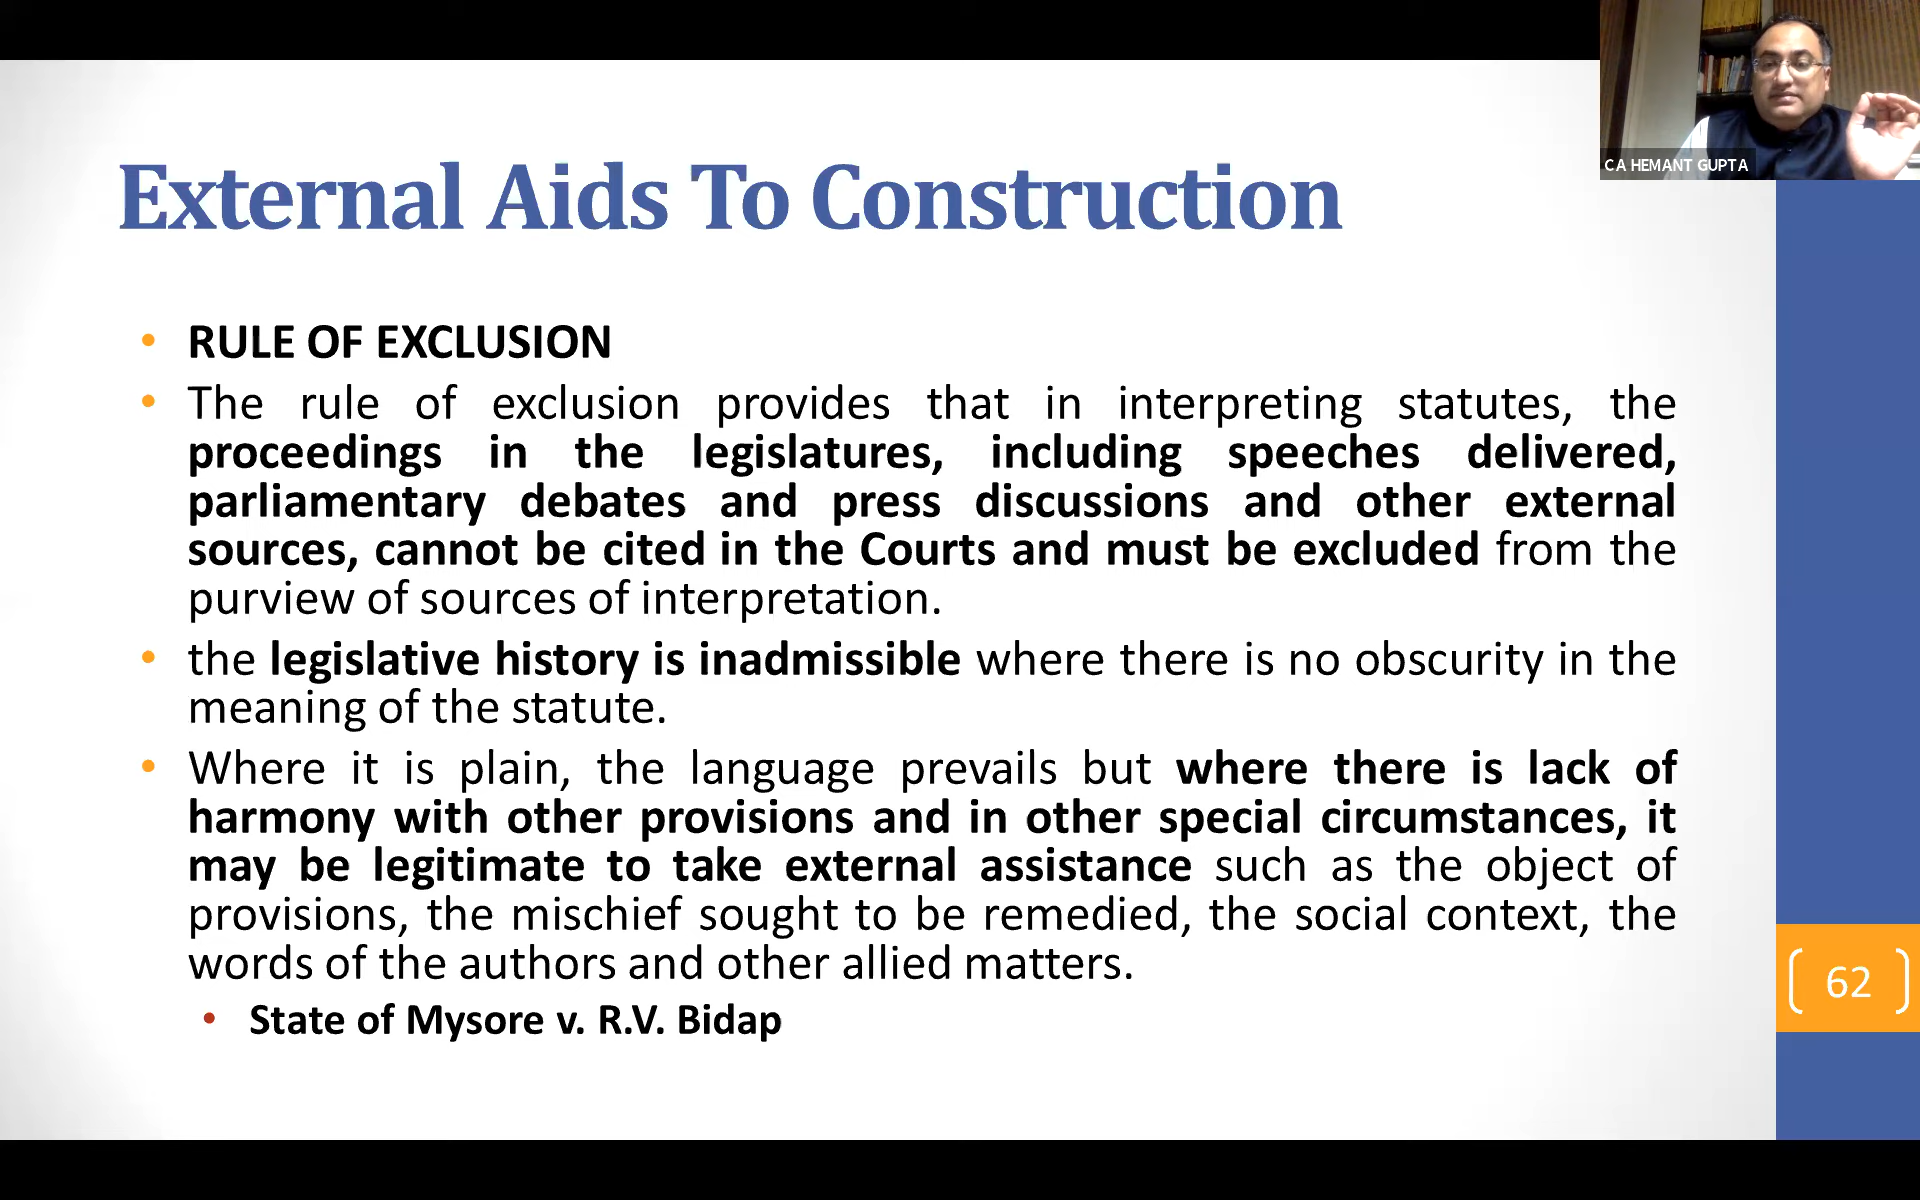 CA HEMANT GUPTA
External Aids To Construction
• RULE OF EXCLUSION
• The rule of exclusion provides that in interpreting statutes, the
proceedings in the legislatures, including speeches delivered,
parliamentary debates and press discussions and other external
sources, cannot be cited in the Courts and must be excluded from the
purview of sources of interpretation.
• the legislative history is inadmissible where there is no obscurity in the
meaning of the statute.
• Where it is plain, the language prevails but where there is lack of
harmony with other provisions and in other special circumstances, it
may be legitimate to take external assistance such as the object of
provisions, the mischief sought to be remedied, the social context, the
words of the authors and other allied matters.
• State of Mysore v. R.V. Bidap
62